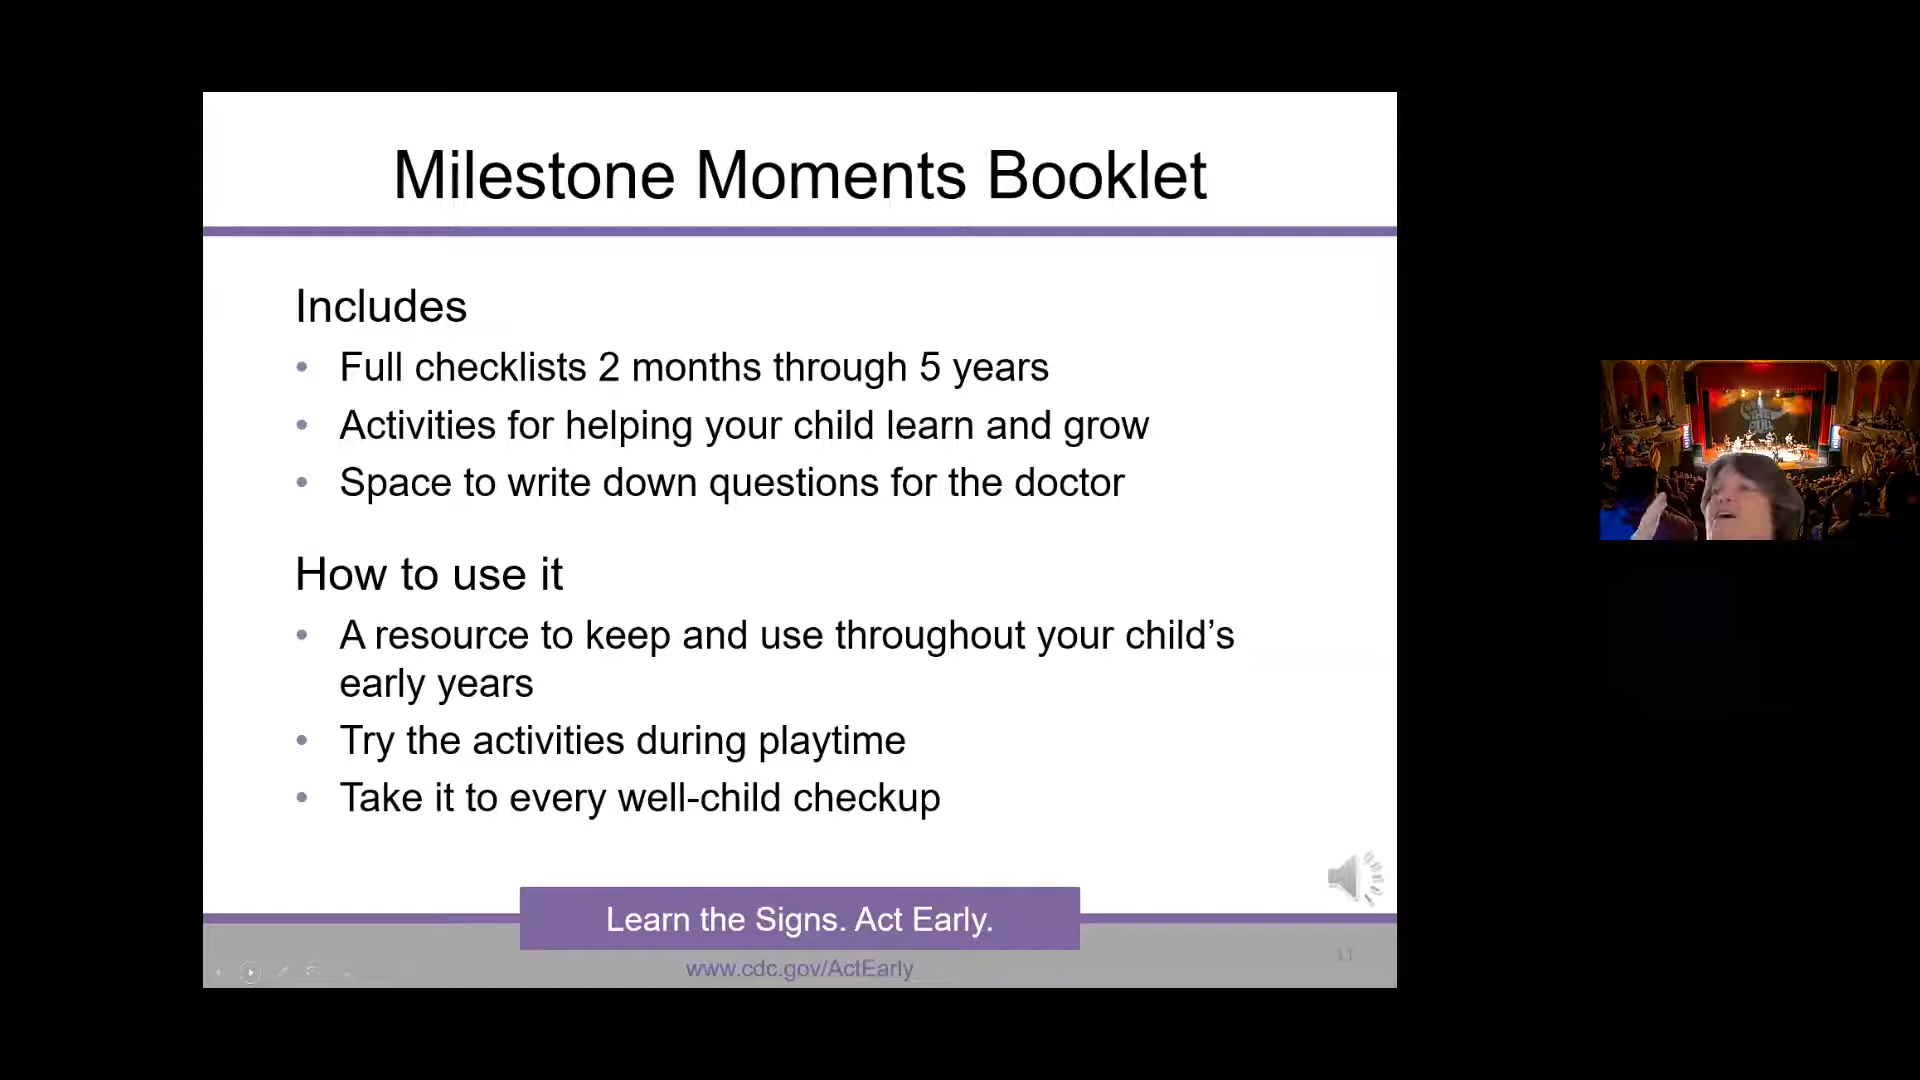 Milestone Moments Booklet
Includes
• Full checklists 2 months through 5 years
• Activities for helping your child learn and grow
• Space to write down questions for the doctor
How to use it
• A resource to keep and use throughout your child’s
early years
• Try the activities during playtime
• Take it to every well-child checkup
Learn the Signs. Act Early.
www.cdc.gov/ActEarly
11